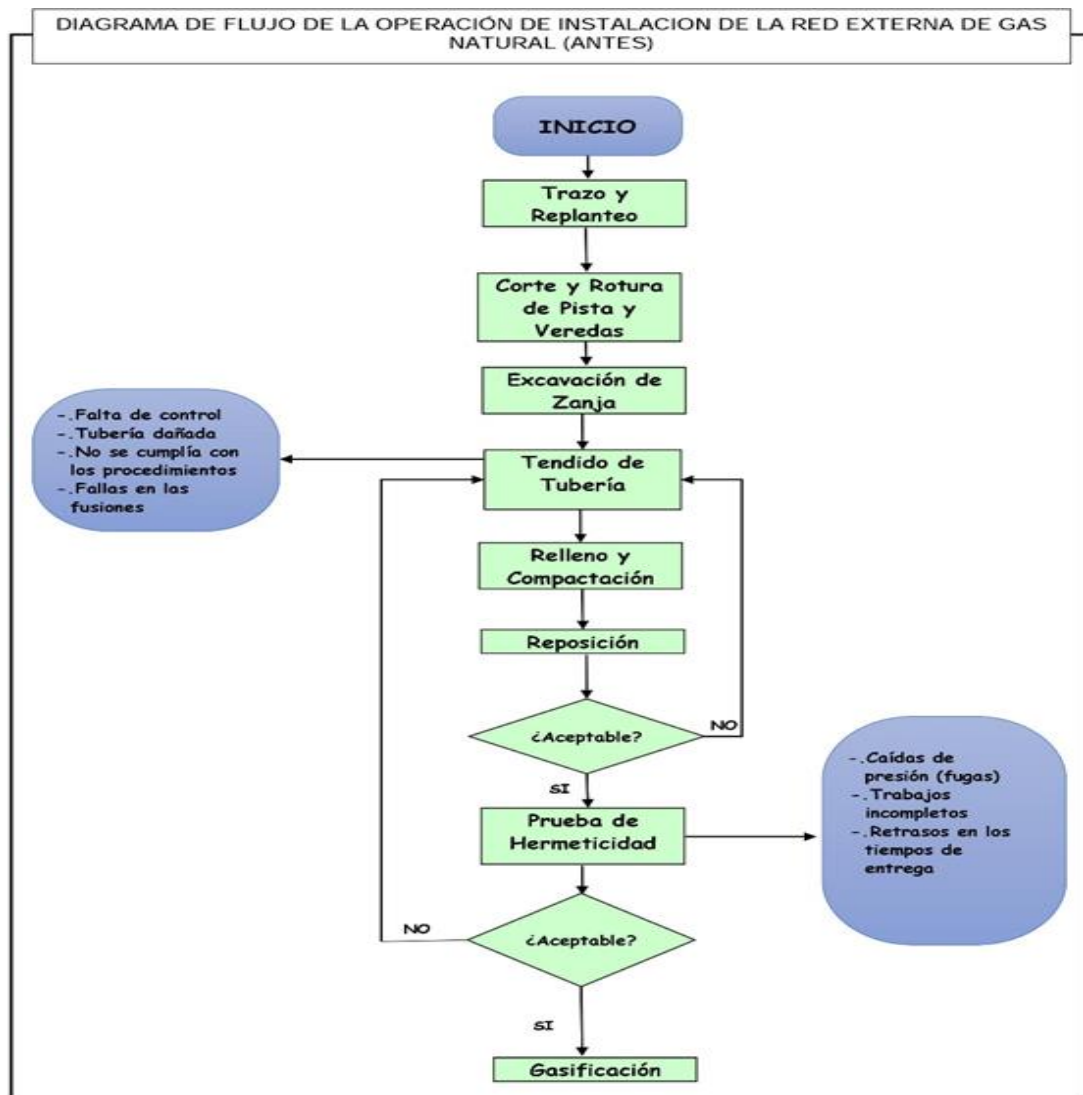 DIAGRAMA DE FLUJO DE LA OPERACIÓN DE INSTALACION DE LA RED EXTERNA DE GAS
NATURAL (ANTES)
INICIO
Trazo y
Replanteo
Corte y Rotura
de Pista y
Veredas
Excavación de
Zanja
-.Falta de control
-.Tubería dañada
-.No se cumplía con
los procedimientos
-.Fallas en las
fusiones
Tendido de
Tubería
Relleno y
Compactación
Reposición
¿Aceptable?
NO
SI
Prueba de
Hermeticidad
-.Caídas de
presión (fugas)
-.Trabajos
incompletos
-.Retrasos en los
tiempos de
entrega
NO
¿Aceptable?
SI
Gasificación